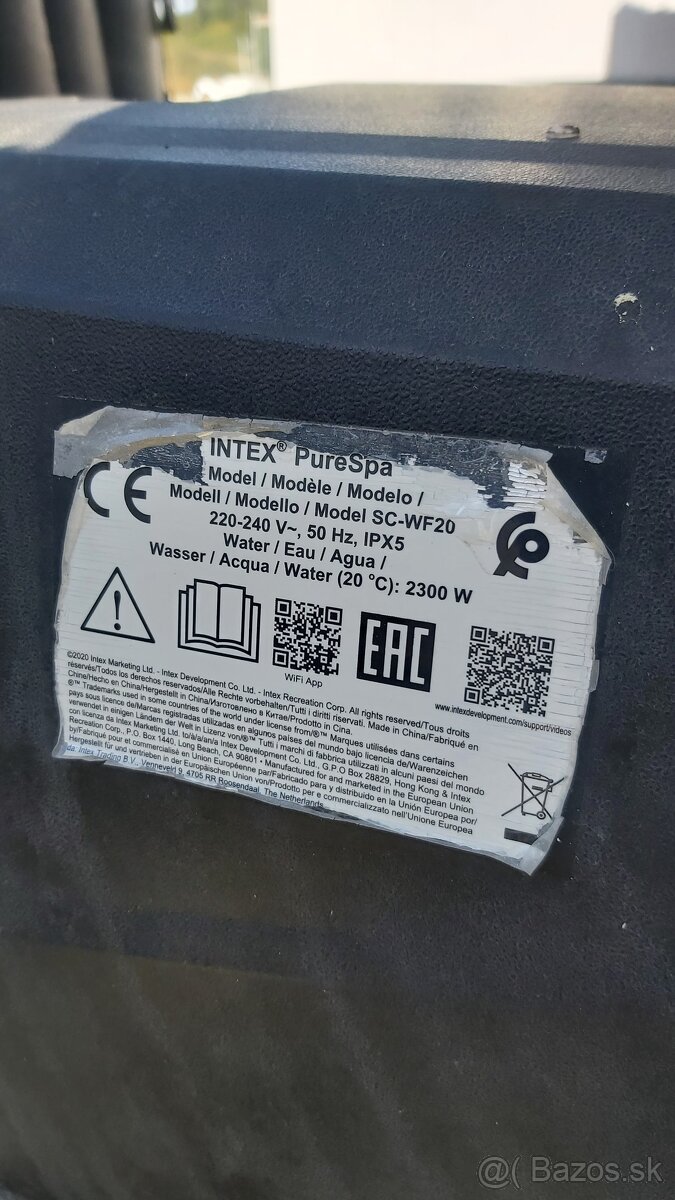 INTEX® PureSpa
Model / Modèle / Modelo /
Modell / Modello / Model SC-WF20
220-240 V~, 50 Hz, IPX5
Water / Eau / Agua /
Wasser / Acqua / Water (20 °C): 2300 W
CE
EAC
WiFi App
www.intexdevelopment.com/support/videos
©2020 Intex Marketing Ltd. - Intex Development Co. Ltd. - Intex Recreation Corp. All rights reserved/Tous droits
réservés/Todos los derechos reservados/Alle Rechte vorbehalten/Tutti i diritti riservati. Made in China/Fabriqué en
Chine/Hecho en China/Hergestellt in China/Изготовлено в Китае/Prodotto in Cina.
®™ Trademarks used in some countries of the world under license from/®™ Marques utilisées dans certains
pays sous licence de/Marcas registradas utilizadas en algunos países del mundo bajo licencia de/Warenzeichen
verwendet in einigen Ländern der Welt in Lizenz von/®™ Tutti i marchi di fabbrica utilizzati in alcuni paesi del mondo
con licenza da Intex Marketing Ltd. to/à/a/an/a Intex Development Co. Ltd., G.P.O Box 28829, Hong Kong & Intex
Recreation Corp., P.O. Box 1440, Long Beach, CA 90801 • Manufactured for and marketed in the European Union
by/Fabriqué pour et commercialisé en Union Européenne par/Fabricado para y distribuido en la Unión Europea por/
Hergestellt für und vertrieben in der Europäischen Union von/Prodotto per e commercializzato nell'Unione Europea
da: Intex Trading B.V., Venneveld 9, 4705 RR Roosendaal, The Netherlands
@( Bazos.sk